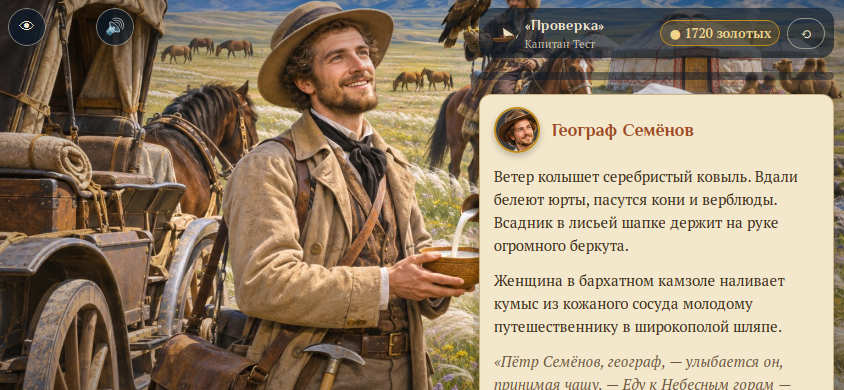 «Проверка»
Капитан Тест
1720 золотых
Географ Семёнов
Ветер колышет серебристый ковыль. Вдали
белеют юрты, пасутся кони и верблюды.
Всадник в лисьей шапке держит на руке
огромного беркута.
Женщина в бархатном камзоле наливает
кумыс из кожаного сосуда молодому
путешественнику в широкополой шляпе.
«Пётр Семёнов, географ, — улыбается он,
принимая чашу. — Еду к Небесным горам —